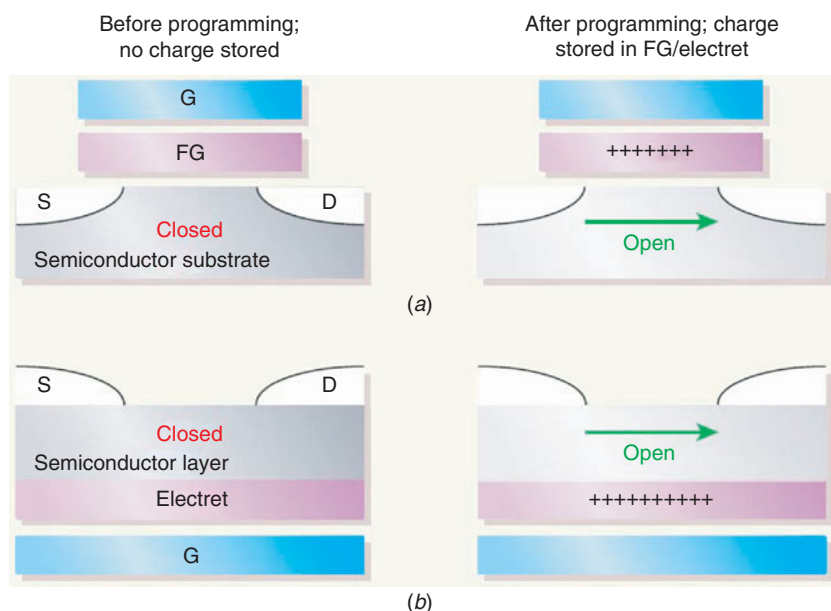 Before programming;
no charge stored
After programming; charge
stored in FG/electret
G
FG
+++++++
S
D
Closed
Semiconductor substrate
Open
(a)
S
D
Closed
Semiconductor layer
Open
Electret
++++++++++
G
(b)